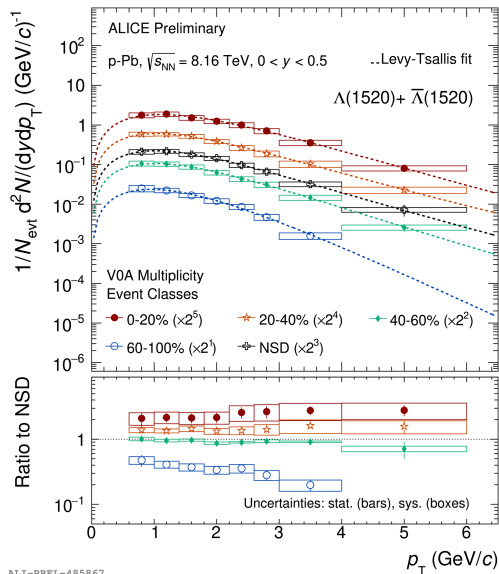 ALICE Preliminary
p-Pb, √sNN = 8.16 TeV, 0 < y < 0.5
Levy-Tsallis fit
Λ(1520)+ Λ̅(1520)
1/Nevt d²N/(dydpT) (GeV/c)⁻¹
10²
10
1
10⁻¹
10⁻²
10⁻³
10⁻⁴
10⁻⁵
10⁻⁶
V0A Multiplicity
Event Classes
0-20% (×2⁵)
20-40% (×2⁴)
40-60% (×2²)
60-100% (×2¹)
NSD (×2³)
Ratio to NSD
1
10⁻¹
Uncertainties: stat. (bars), sys. (boxes)
0 1 2 3 4 5 6
pT (GeV/c)
ALI-PREL-485867